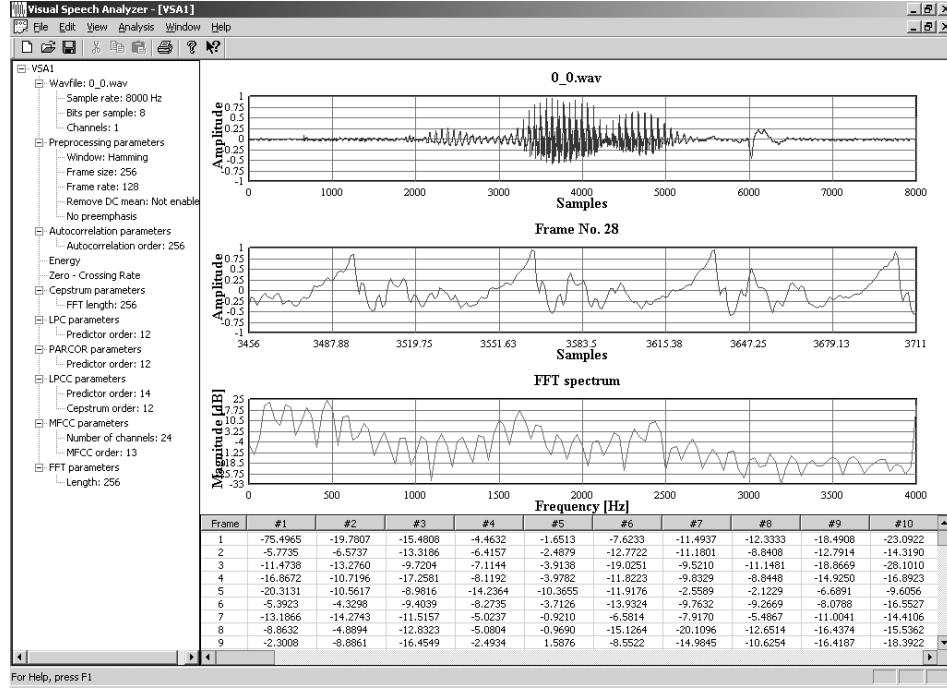 Visual Speech Analyzer - [VSA1]
File Edit View Analysis Window Help
VSA1
Wavfile: 0_0.wav
Sample rate: 8000 Hz
Bits per sample: 8
Channels: 1
Preprocessing parameters
Window: Hamming
Frame size: 256
Frame rate: 128
Remove DC mean: Not enable
No preemphasis
Autocorrelation parameters
Autocorrelation order: 256
Energy
Zero - Crossing Rate
Cepstrum parameters
FFT length: 256
LPC parameters
Predictor order: 12
PARCOR parameters
Predictor order: 12
LPCC parameters
Predictor order: 14
Cepstrum order: 12
MFCC parameters
Number of channels: 24
MFCC order: 13
FFT parameters
Length: 256
0_0.wav
Amplitude
1
0.75
0.5
0.25
0
-0.25
-0.5
-0.75
-1
0 1000 2000 3000 4000 5000 6000 7000 8000
Samples
Frame No. 28
Amplitude
1
0.75
0.5
0.25
0
-0.25
-0.5
-0.75
-1
3456 3487.88 3519.75 3551.63 3583.5 3615.38 3647.25 3679.13 3711
Samples
FFT spectrum
Magnitude [dB]
25
17.75
10.5
3.25
-4
-33
0 500 1000 1500 2000 2500 3000 3500 4000
Frequency [Hz]
Frame #1 #2 #3 #4 #5 #6 #7 #8 #9 #10
1 -75.4965 -19.7807 -15.4808 -4.4632 -1.6513 -7.6233 -11.4937 -12.3333 -18.4908 -23.0922
2 -5.7735 -6.5737 -13.3186 -6.4157 -2.4879 -12.7722 -11.1801 -8.8408 -12.7914 -14.3190
3 -11.4738 -13.2760 -9.7204 -7.1144 -3.9138 -19.0251 -9.5210 -11.1481 -18.8669 -28.1010
4 -16.8672 -10.7196 -17.2581 -8.1192 -3.9782 -11.8223 -9.8329 -8.8448 -14.9250 -16.8923
5 -20.3131 -10.5617 -8.9816 -14.2364 -10.3655 -11.9176 -2.5589 -2.1229 -6.6891 -9.6056
6 -5.3923 -4.3298 -9.4039 -8.2735 -3.7126 -13.9324 -9.7632 -9.2669 -8.0788 -16.5527
7 -13.1866 -14.2743 -11.5157 -5.0237 -0.9210 -6.5814 -7.9170 -5.4867 -11.0041 -14.4106
8 -8.8632 -4.8894 -12.8323 -5.0804 -0.9690 -15.1264 -20.1096 -12.6514 -16.4374 -15.5362
9 -2.3008 -8.8861 -16.4549 -2.4934 1.5876 -8.5522 -14.9845 -10.6254 -16.4187 -18.3922
For Help, press F1